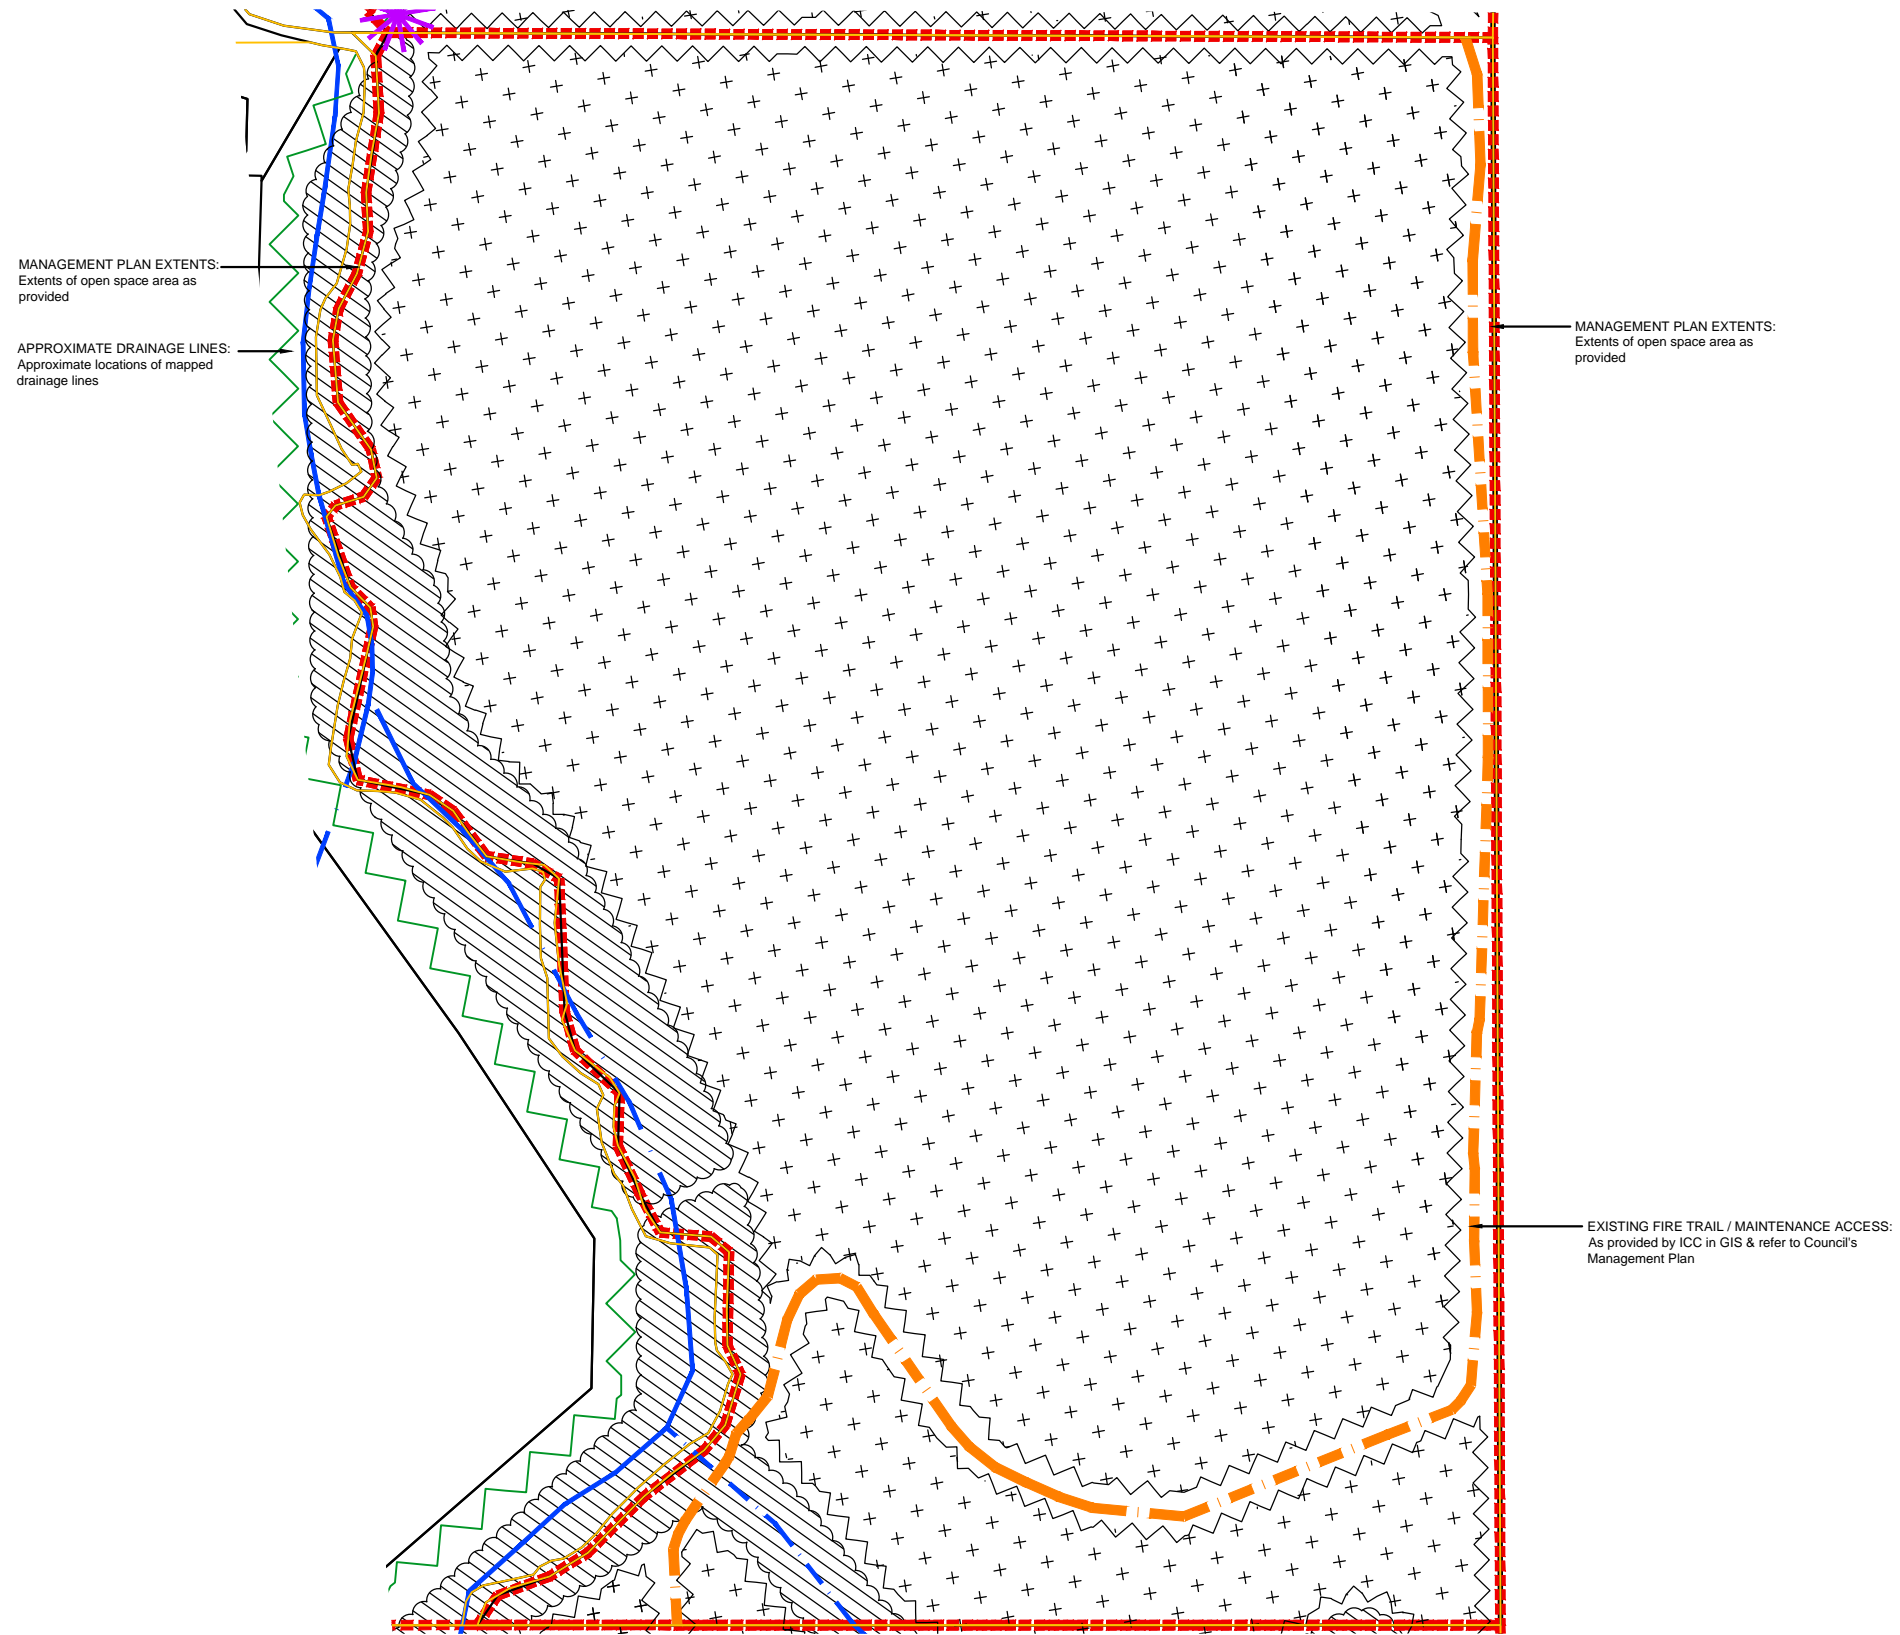 MANAGEMENT PLAN EXTENTS:
Extents of open space area as
provided
APPROXIMATE DRAINAGE LINES:
Approximate locations of mapped
drainage lines
MANAGEMENT PLAN EXTENTS:
Extents of open space area as
provided
EXISTING FIRE TRAIL / MAINTENANCE ACCESS:
As provided by ICC in GIS & refer to Council's
Management Plan